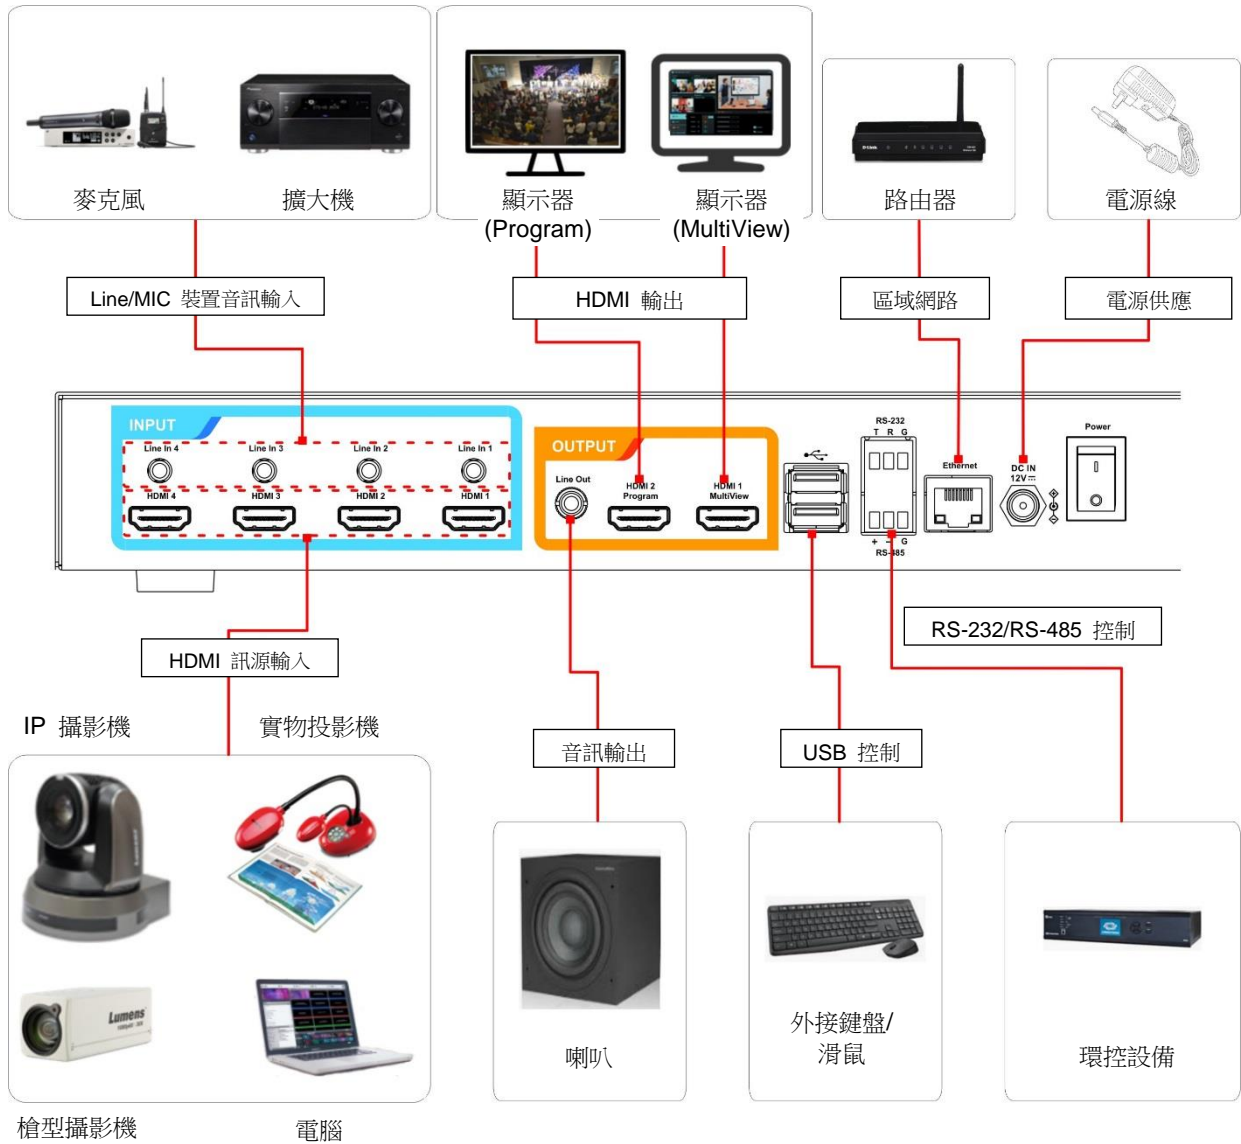 麥克風
擴大機
顯示器
(Program)
顯示器
(MultiView)
路由器
電源線
Line/MIC 裝置音訊輸入
HDMI 輸出
區域網路
電源供應
INPUT
Line In 4
Line In 3
Line In 2
Line In 1
HDMI 4
HDMI 3
HDMI 2
HDMI 1
OUTPUT
Line Out
HDMI 2
Program
HDMI 1
MultiView
RS-232
T R G
+ – G
RS-485
Ethernet
DC IN
12V
Power
HDMI 訊源輸入
RS-232/RS-485 控制
IP 攝影機
實物投影機
音訊輸出
USB 控制
Lumens
喇叭
外接鍵盤/
滑鼠
環控設備
槍型攝影機
電腦